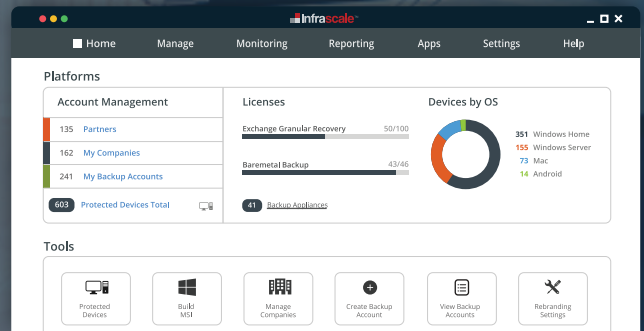 Infrascale
Home Manage Monitoring Reporting Apps Settings Help
Platforms
Account Management
135 Partners
162 My Companies
241 My Backup Accounts
603 Protected Devices Total
Licenses
Exchange Granular Recovery 50/100
Baremetal Backup 43/46
41 Backup Appliances
Devices by OS
351 Windows Home
155 Windows Server
73 Mac
14 Android
Tools
Protected
Devices
Build
MSI
Manage
Companies
Create Backup
Account
View Backup
Accounts
Rebranding
Settings